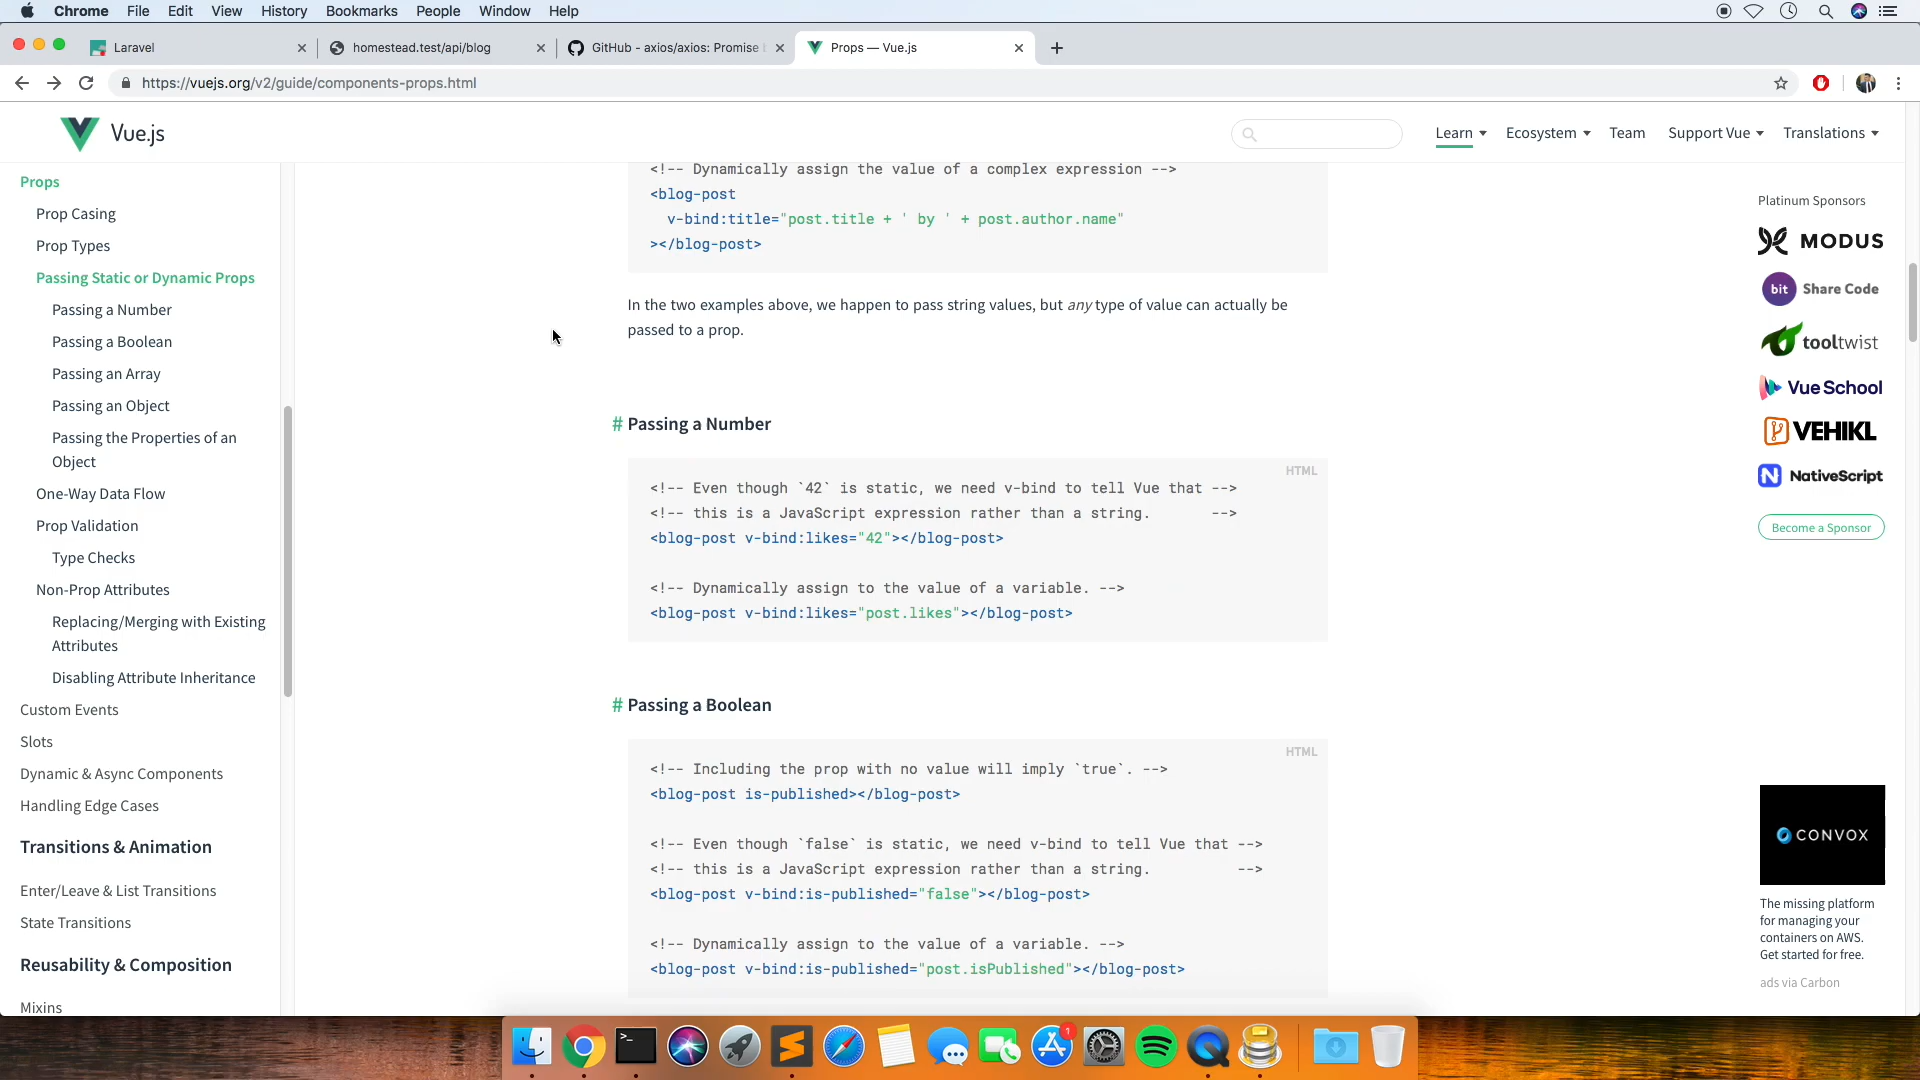 Chrome File Edit View History Bookmarks People Window Help
Laravel
homestead.test/api/blog
GitHub - axios/axios: Promise
Props — Vue.js
https://vuejs.org/v2/guide/components-props.html
Vue.js
Learn Ecosystem Team Support Vue Translations
Props
Prop Casing
Prop Types
Passing Static or Dynamic Props
Passing a Number
Passing a Boolean
Passing an Array
Passing an Object
Passing the Properties of an
Object
One-Way Data Flow
Prop Validation
Type Checks
Non-Prop Attributes
Replacing/Merging with Existing
Attributes
Disabling Attribute Inheritance
Custom Events
Slots
Dynamic & Async Components
Handling Edge Cases
Transitions & Animation
Enter/Leave & List Transitions
State Transitions
Reusability & Composition
Mixins
<!-- Dynamically assign the value of a complex expression -->
<blog-post
v-bind:title="post.title + ' by ' + post.author.name"
></blog-post>
In the two examples above, we happen to pass string values, but any type of value can actually be
passed to a prop.
# Passing a Number
HTML
<!-- Even though `42` is static, we need v-bind to tell Vue that -->
<!-- this is a JavaScript expression rather than a string. -->
<blog-post v-bind:likes="42"></blog-post>
<!-- Dynamically assign to the value of a variable. -->
<blog-post v-bind:likes="post.likes"></blog-post>
# Passing a Boolean
HTML
<!-- Including the prop with no value will imply `true`. -->
<blog-post is-published></blog-post>
<!-- Even though `false` is static, we need v-bind to tell Vue that -->
<!-- this is a JavaScript expression rather than a string. -->
<blog-post v-bind:is-published="false"></blog-post>
<!-- Dynamically assign to the value of a variable. -->
<blog-post v-bind:is-published="post.isPublished"></blog-post>
Platinum Sponsors
MODUS
bit Share Code
tooltwist
Vue School
VEHIKL
NativeScript
Become a Sponsor
CONVOX
The missing platform
for managing your
containers on AWS.
Get started for free.
ads via Carbon
1